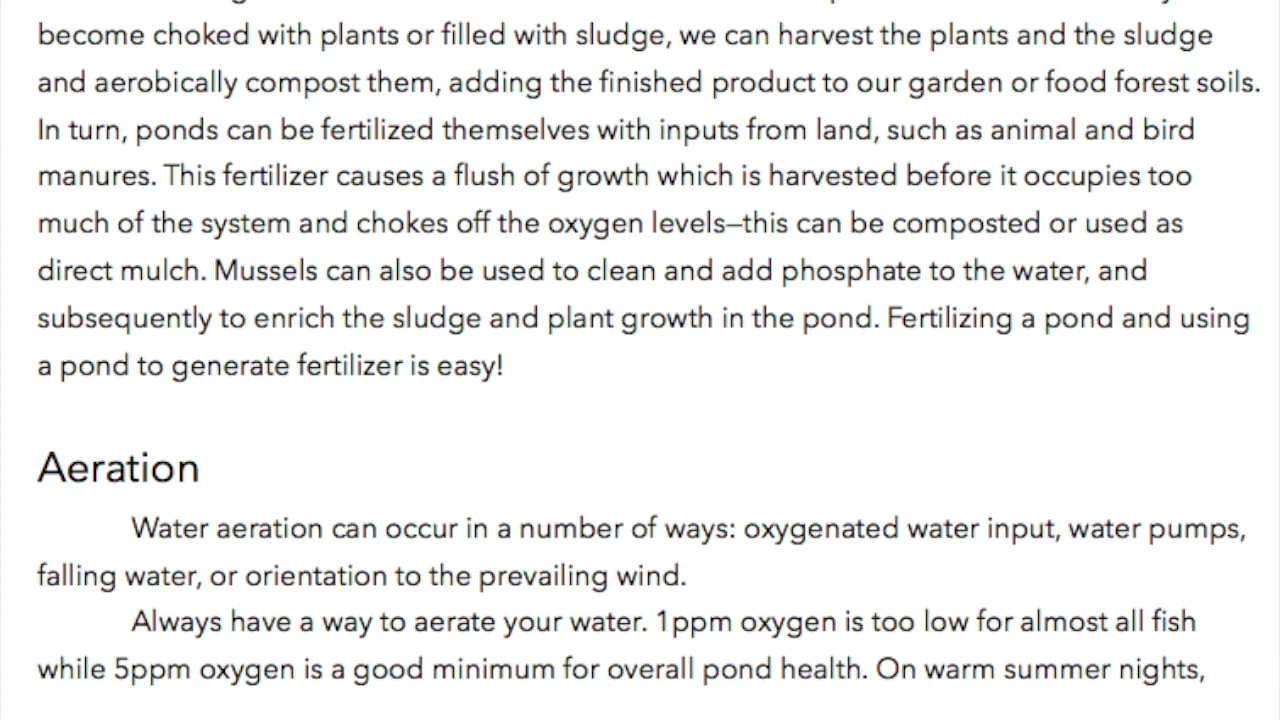 become choked with plants or filled with sludge, we can harvest the plants and the sludge
and aerobically compost them, adding the finished product to our garden or food forest soils.
In turn, ponds can be fertilized themselves with inputs from land, such as animal and bird
manures. This fertilizer causes a flush of growth which is harvested before it occupies too
much of the system and chokes off the oxygen levels—this can be composted or used as
direct mulch. Mussels can also be used to clean and add phosphate to the water, and
subsequently to enrich the sludge and plant growth in the pond. Fertilizing a pond and using
a pond to generate fertilizer is easy!
Aeration
Water aeration can occur in a number of ways: oxygenated water input, water pumps,
falling water, or orientation to the prevailing wind.
Always have a way to aerate your water. 1ppm oxygen is too low for almost all fish
while 5ppm oxygen is a good minimum for overall pond health. On warm summer nights,